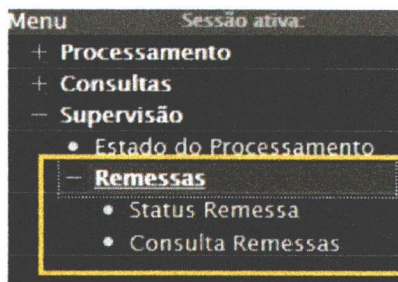 Menu Sessão ativa:
+ Processamento
+ Consultas
− Supervisão
• Estado do Processamento
− Remessas
• Status Remessa
• Consulta Remessas